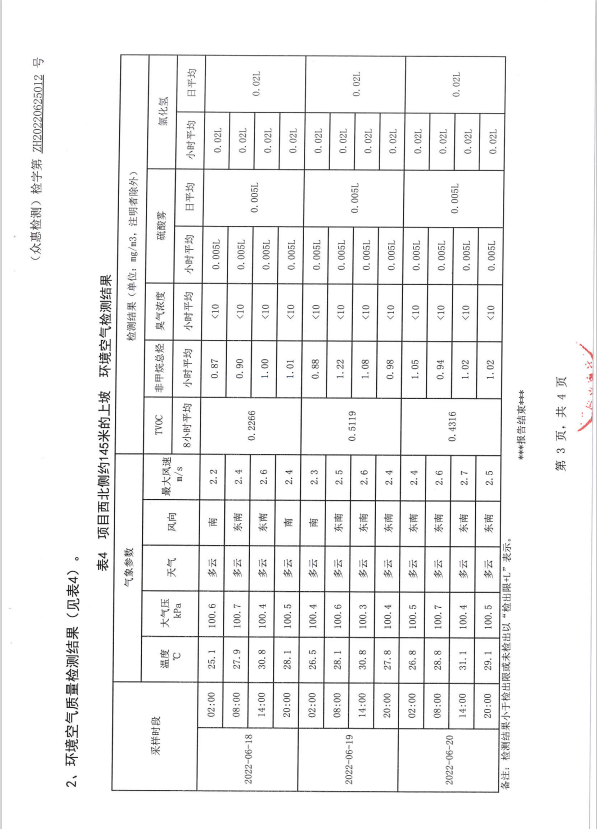 （众惠检测）检字第 ZH20220625012 号
2、环境空气质量检测结果（见表4）。
表4 项目西北侧约145米的上坡 环境空气检测结果
采样时段 气象参数 检测结果（单位：mg/m3，注明者除外）
TVOC 非甲烷总烃 臭气浓度 硫酸雾 氯化氢
温度 ℃ 大气压 kPa 天气 风向 最大风速 m/s 8小时平均 小时平均 小时平均 小时平均 日平均 小时平均 日平均
2022-06-18 02:00 25.1 100.6 多云 南 2.2 0.2266 0.87 <10 0.005L 0.005L 0.02L 0.02L
08:00 27.9 100.7 多云 东南 2.4 0.90 <10 0.005L 0.02L
14:00 30.8 100.4 多云 东南 2.6 1.00 <10 0.005L 0.02L
20:00 28.1 100.5 多云 南 2.4 1.01 <10 0.005L 0.02L
2022-06-19 02:00 26.5 100.4 多云 南 2.3 0.5119 0.88 <10 0.005L 0.005L 0.02L 0.02L
08:00 28.1 100.6 多云 东南 2.5 1.22 <10 0.005L 0.02L
14:00 30.8 100.3 多云 东南 2.6 1.08 <10 0.005L 0.02L
20:00 27.8 100.4 多云 东南 2.4 0.98 <10 0.005L 0.02L
2022-06-20 02:00 26.8 100.5 多云 东南 2.4 0.4316 1.05 <10 0.005L 0.005L 0.02L 0.02L
08:00 28.8 100.7 多云 东南 2.6 0.94 <10 0.005L 0.02L
14:00 31.1 100.4 多云 东南 2.7 1.02 <10 0.005L 0.02L
20:00 29.1 100.5 多云 东南 2.5 1.02 <10 0.005L 0.02L
备注：检测结果小于检出限或未检出以“检出限+L”表示。
***报告结束***
第 3 页，共 4 页